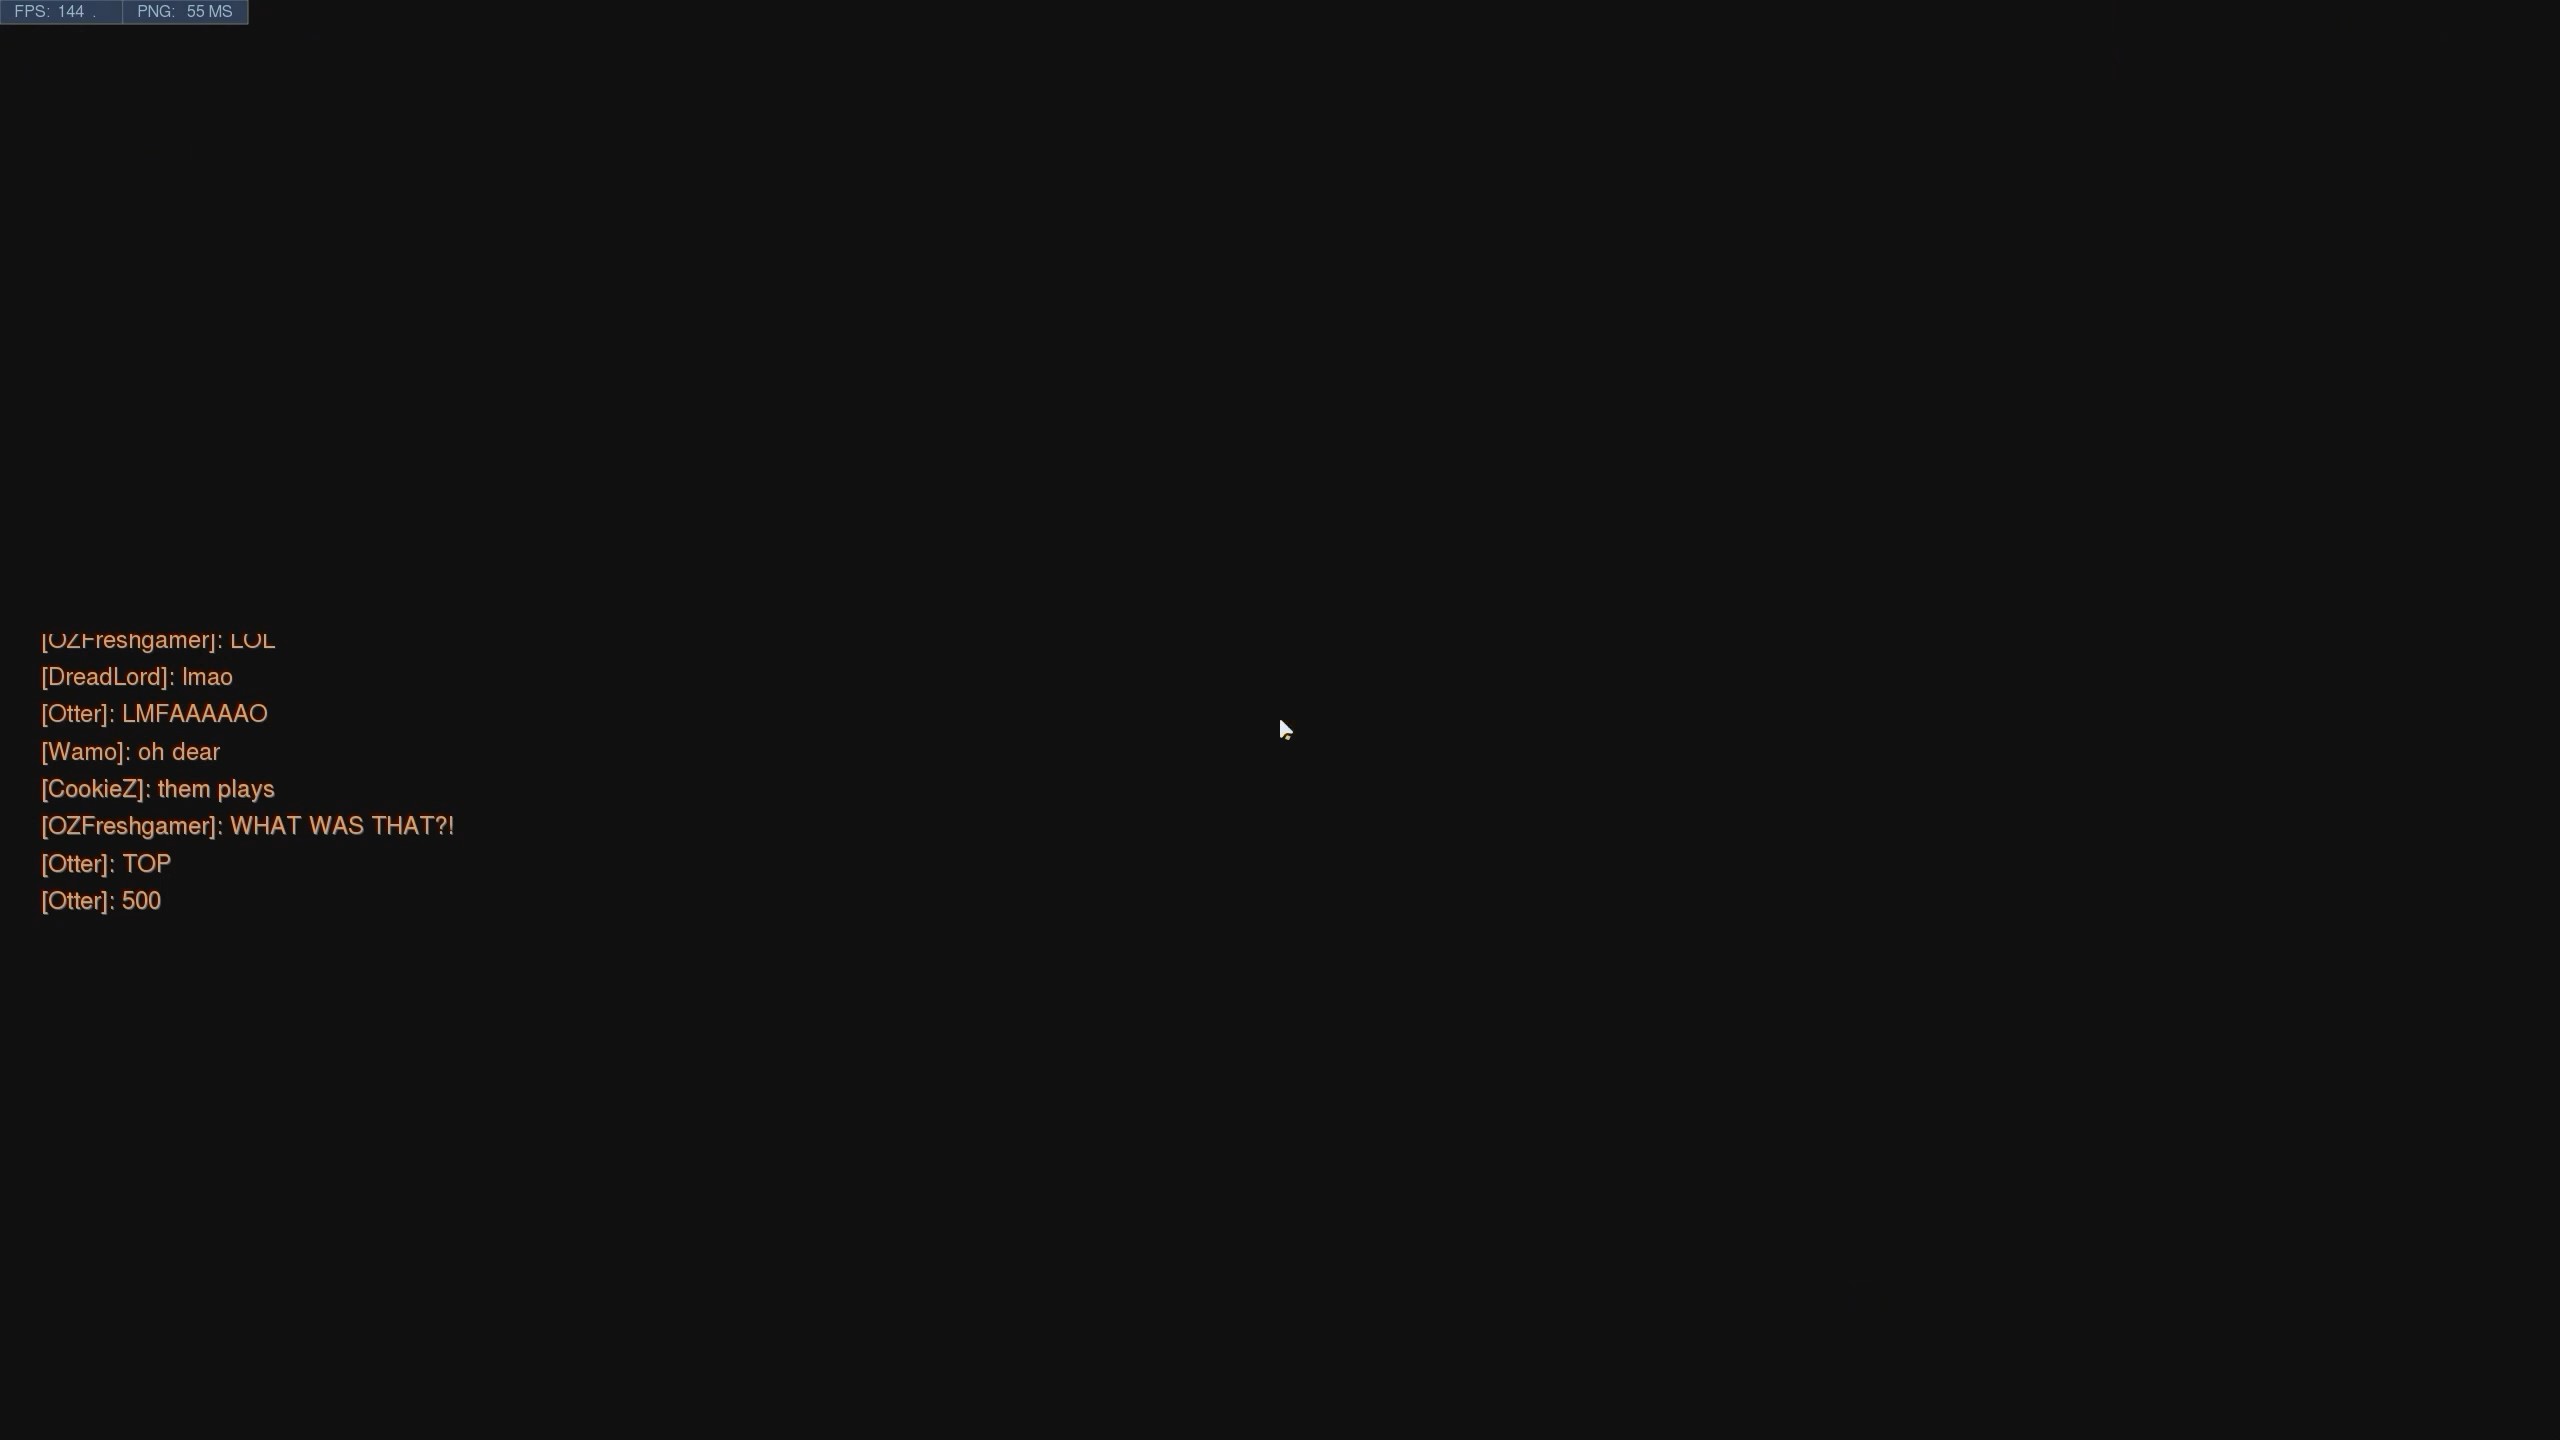 FPS: 144 . PNG: 55 MS
[OZFreshgamer]: LOL
[DreadLord]: lmao
[Otter]: LMFAAAAAO
[Wamo]: oh dear
[CookieZ]: them plays
[OZFreshgamer]: WHAT WAS THAT?!
[Otter]: TOP
[Otter]: 500